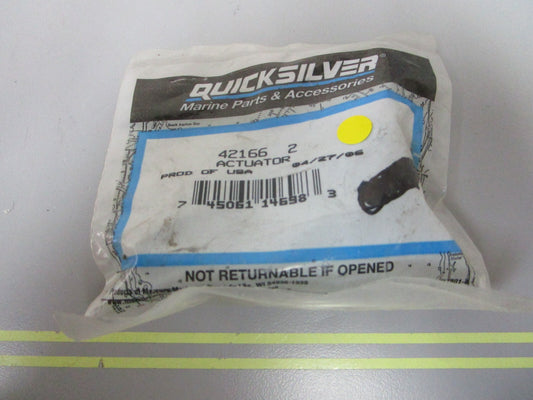 QUICKSILVER
Marine Parts & Accessories
42166 2
ACTUATOR 04/27/06
PROD OF USA
7 45061 14698 3
NOT RETURNABLE IF OPENED